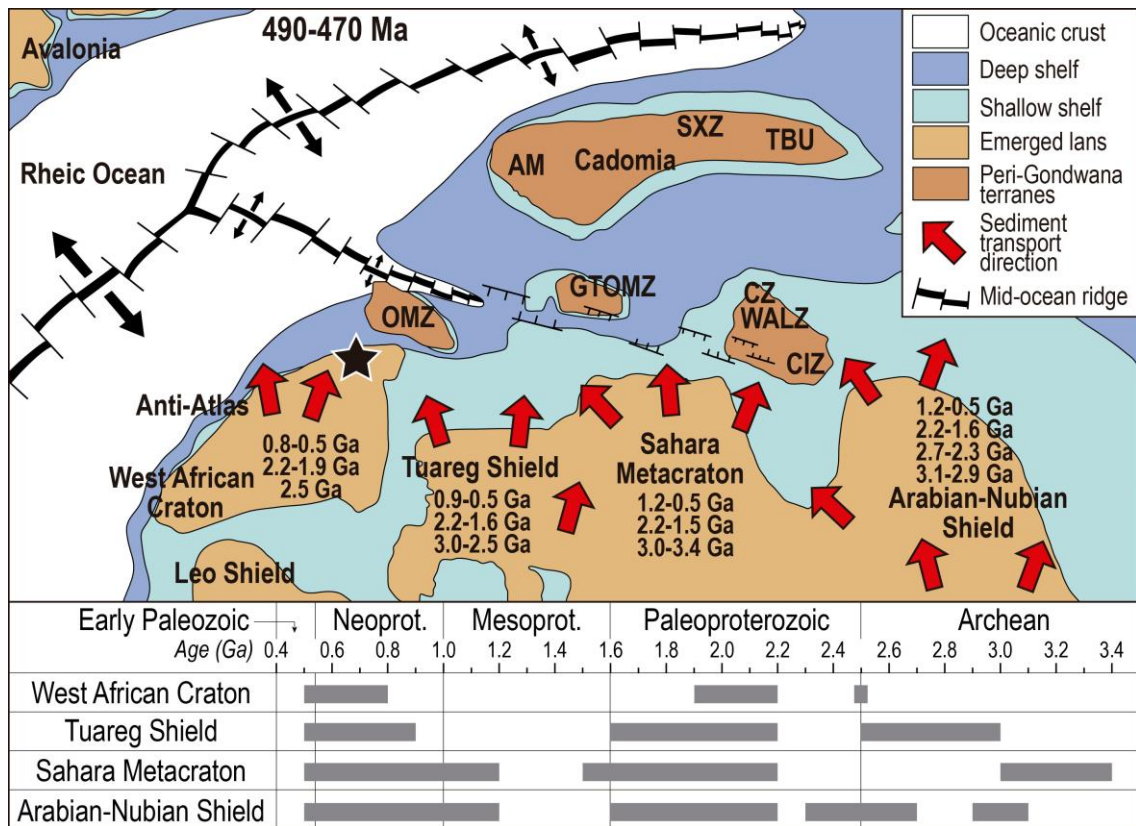 490-470 Ma
Avalonia
Rheic Ocean
SXZ
TBU
AM
Cadomia
GTOMZ
OMZ
CZ
WALZ
CIZ
Oceanic crust
Deep shelf
Shallow shelf
Emerged lans
Peri-Gondwana
terranes
Sediment
transport
direction
Mid-ocean ridge
Anti-Atlas
West African
Craton
0.8-0.5 Ga
2.2-1.9 Ga
2.5 Ga
Leo Shield
Tuareg Shield
0.9-0.5 Ga
2.2-1.6 Ga
3.0-2.5 Ga
Sahara
Metacraton
1.2-0.5 Ga
2.2-1.5 Ga
3.0-3.4 Ga
1.2-0.5 Ga
2.2-1.6 Ga
2.7-2.3 Ga
3.1-2.9 Ga
Arabian-Nubian
Shield
Early Paleozoic Neoprot. Mesoprot. Paleoproterozoic Archean
Age (Ga) 0.4 0.6 0.8 1.0 1.2 1.4 1.6 1.8 2.0 2.2 2.4 2.6 2.8 3.0 3.2 3.4
West African Craton
Tuareg Shield
Sahara Metacraton
Arabian-Nubian Shield